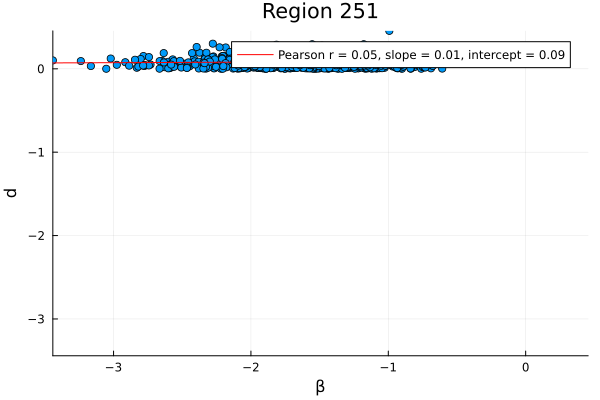 Region 251
Pearson r = 0.05, slope = 0.01, intercept = 0.09
0
−1
−2
−3
d
−3
−2
−1
0
β